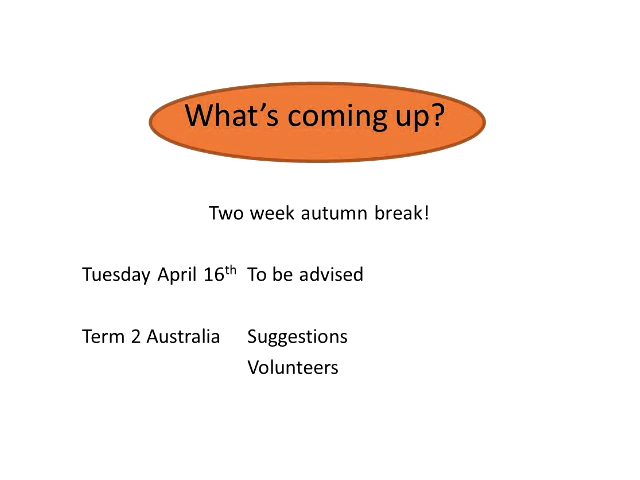 What’s coming up?
Two week autumn break!
Tuesday April 16th To be advised
Term 2 Australia Suggestions
Volunteers